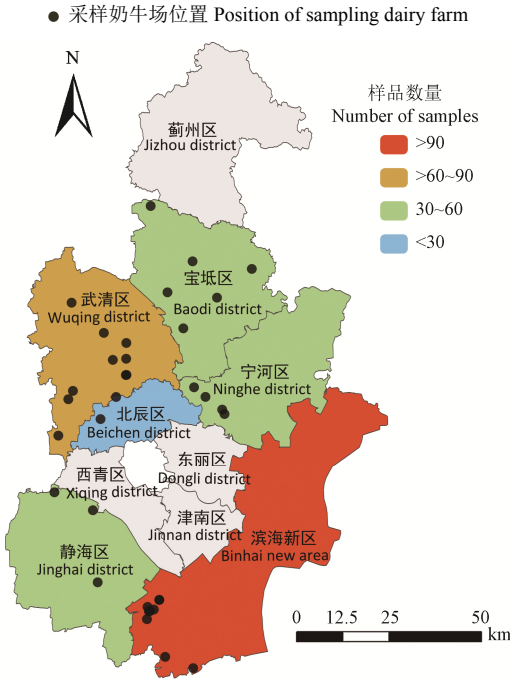 采样奶牛场位置 Position of sampling dairy farm
N
样品数量
Number of samples
>90
>60~90
30~60
<30
蓟州区
Jizhou district
宝坻区
Baodi district
武清区
Wuqing district
宁河区
Ninghe district
北辰区
Beichen district
东丽区
Dongli district
西青区
Xiqing district
津南区
Jinnan district
滨海新区
Binhai new area
静海区
Jinghai district
0 12.5 25 50
km